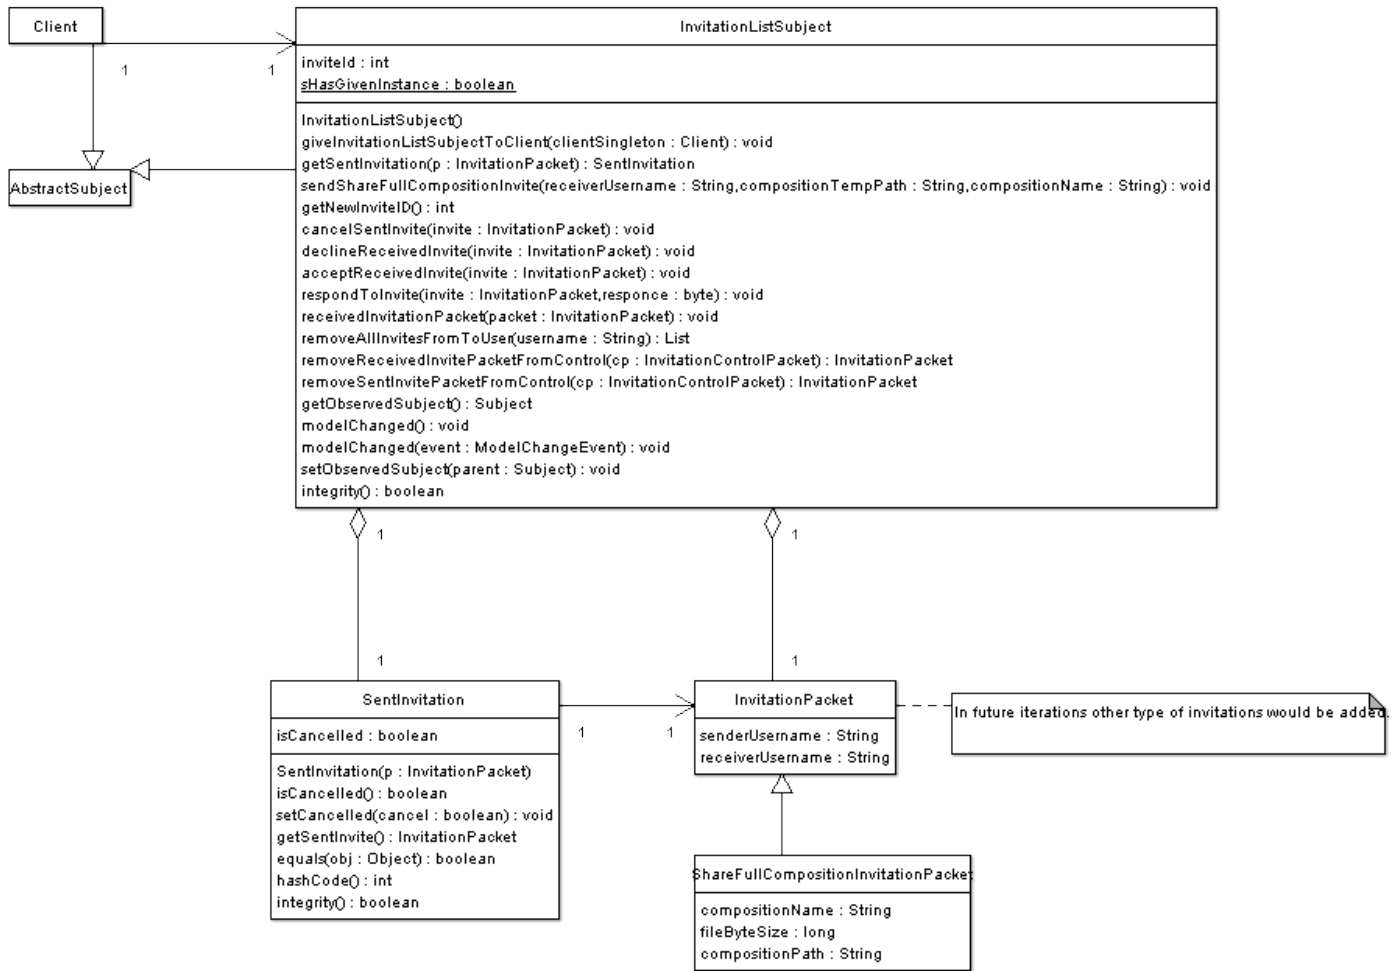 Client
InvitationListSubject
1
1
inviteId : int
sHasGivenInstance : boolean
InvitationListSubject()
giveInvitationListSubjectToClient(clientSingleton : Client) : void
getSentInvitation(p : InvitationPacket) : SentInvitation
sendShareFullCompositionInvite(receiverUsername : String,compositionTempPath : String,compositionName : String) : void
getNewInviteID() : int
cancelSentInvite(invite : InvitationPacket) : void
declineReceivedInvite(invite : InvitationPacket) : void
acceptReceivedInvite(invite : InvitationPacket) : void
respondToInvite(invite : InvitationPacket,responce : byte) : void
receivedInvitationPacket(packet : InvitationPacket) : void
removeAllInvitesFromToUser(username : String) : List
removeReceivedInvitePacketFromControl(cp : InvitationControlPacket) : InvitationPacket
removeSentInvitePacketFromControl(cp : InvitationControlPacket) : InvitationPacket
getObservedSubject() : Subject
modelChanged() : void
modelChanged(event : ModelChangeEvent) : void
setObservedSubject(parent : Subject) : void
integrity() : boolean
AbstractSubject
1
1
1
1
SentInvitation
isCancelled : boolean
SentInvitation(p : InvitationPacket)
isCancelled() : boolean
setCancelled(cancel : boolean) : void
getSentInvite() : InvitationPacket
equals(obj : Object) : boolean
hashCode() : int
integrity() : boolean
1
1
InvitationPacket
senderUsername : String
receiverUsername : String
In future iterations other type of invitations would be added.
ShareFullCompositionInvitationPacket
compositionName : String
fileByteSize : long
compositionPath : String